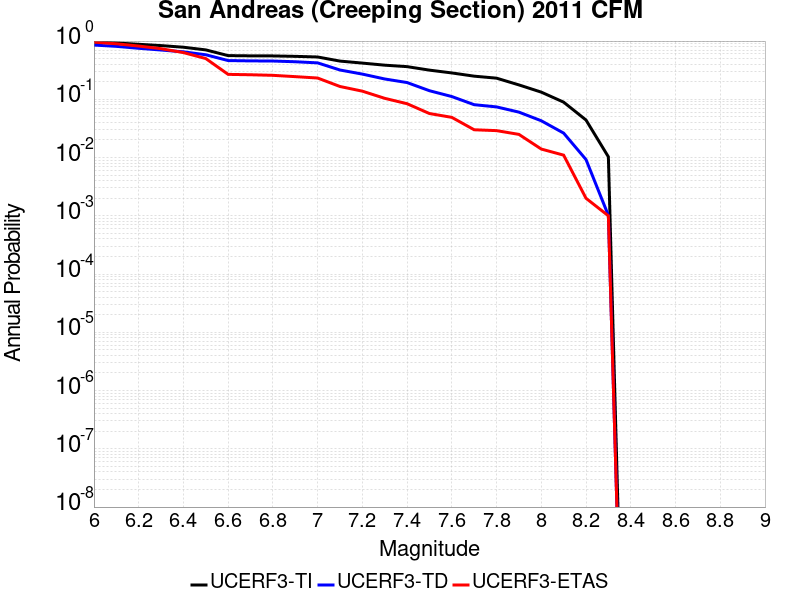 San Andreas (Creeping Section) 2011 CFM
10^0
10^-1
10^-2
10^-3
10^-4
10^-5
10^-6
10^-7
10^-8
Annual Probability
6 6.2 6.4 6.6 6.8 7 7.2 7.4 7.6 7.8 8 8.2 8.4 8.6 8.8 9
Magnitude
UCERF3-TI UCERF3-TD UCERF3-ETAS